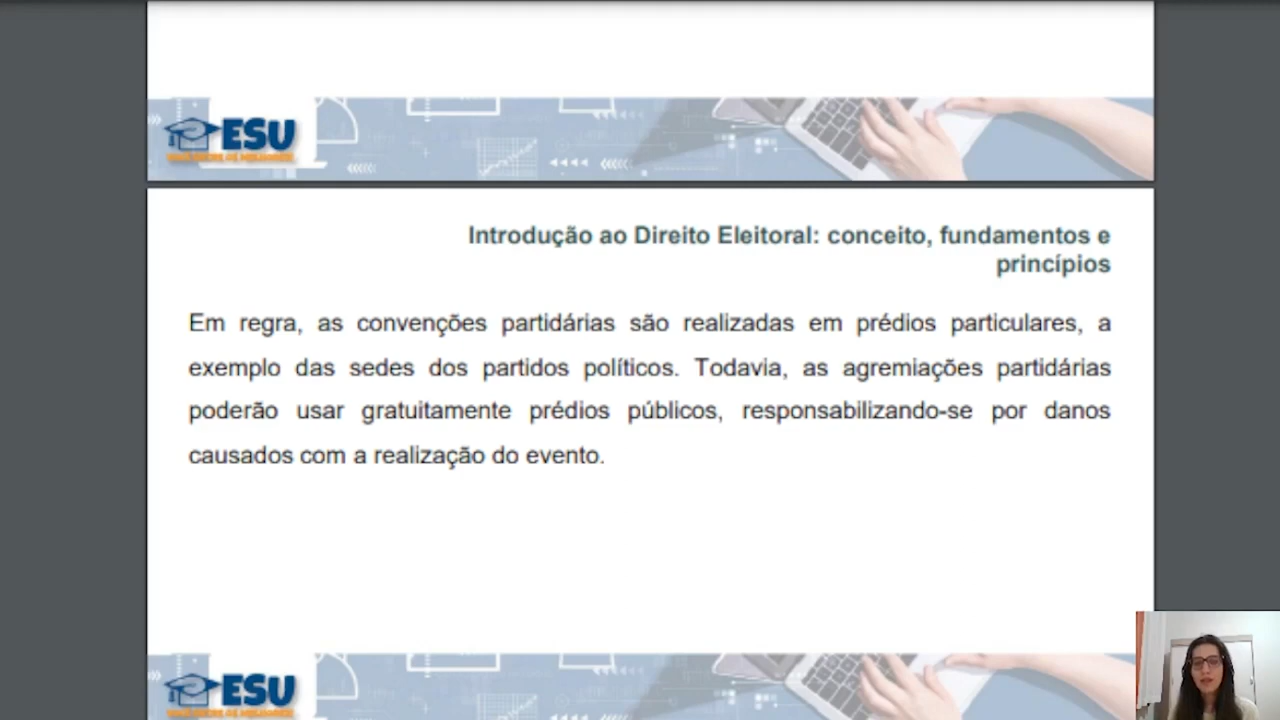 ESU
Introdução ao Direito Eleitoral: conceito, fundamentos e
princípios
Em regra, as convenções partidárias são realizadas em prédios particulares, a
exemplo das sedes dos partidos políticos. Todavia, as agremiações partidárias
poderão usar gratuitamente prédios públicos, responsabilizando-se por danos
causados com a realização do evento.
ESU